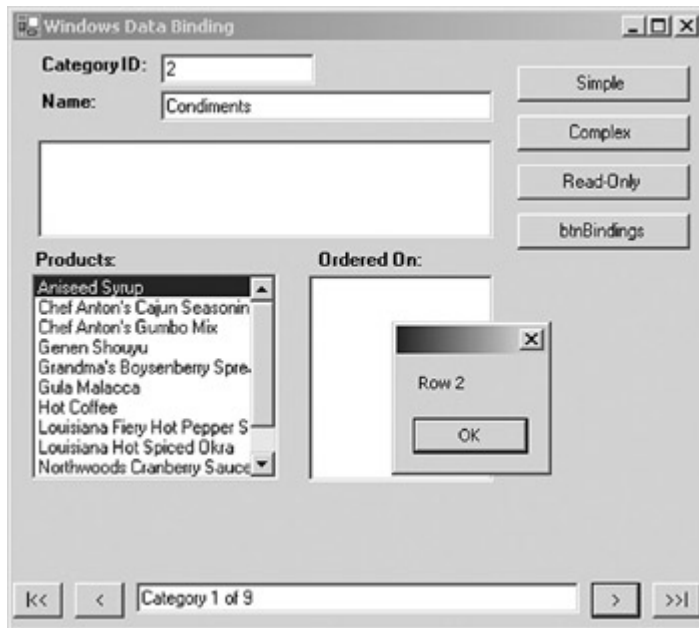 Windows Data Binding
Category ID: 2
Simple
Name: Condiments
Complex
Read-Only
btnBindings
Products:
Ordered On:
Aniseed Syrup
Chef Anton's Cajun Seasonin
Chef Anton's Gumbo Mix
Genen Shouyu
Grandma's Boysenberry Spre
Gula Malacca
Hot Coffee
Louisiana Fiery Hot Pepper S
Louisiana Hot Spiced Okra
Northwoods Cranberry Sauce
Row 2
OK
|<<
<
Category 1 of 9
>
>>|